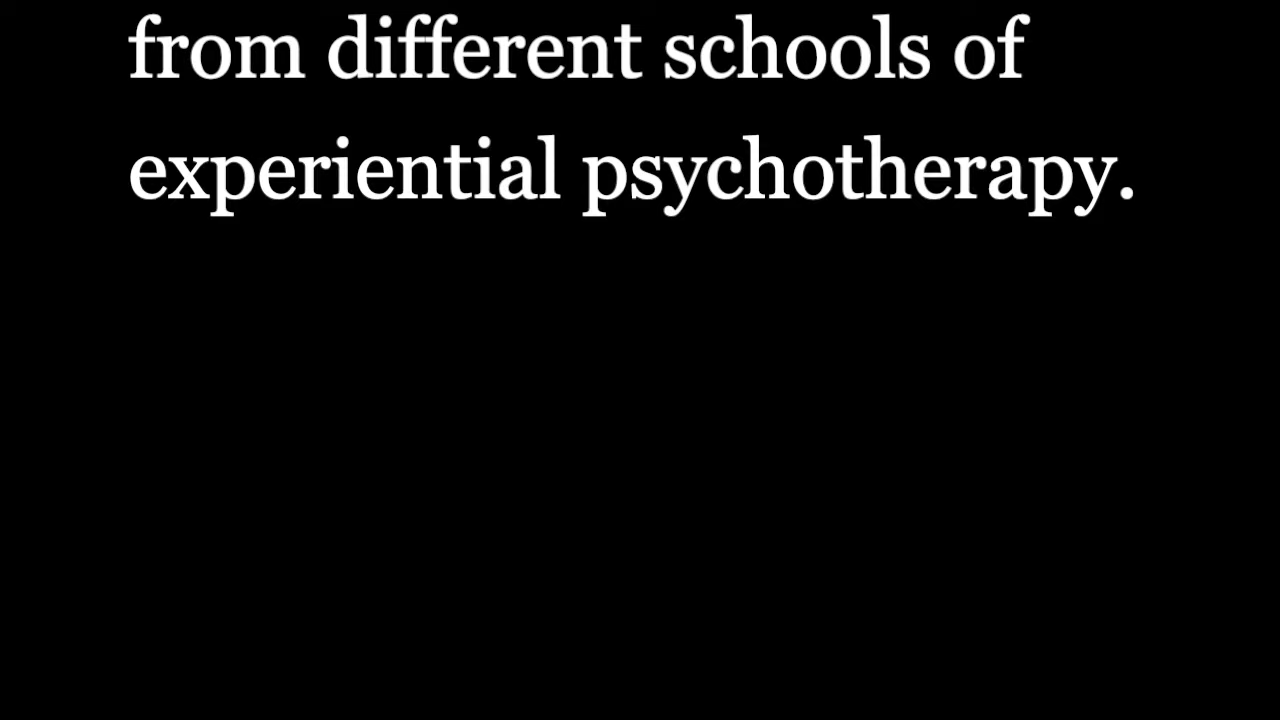 from different schools of
experiential psychotherapy.